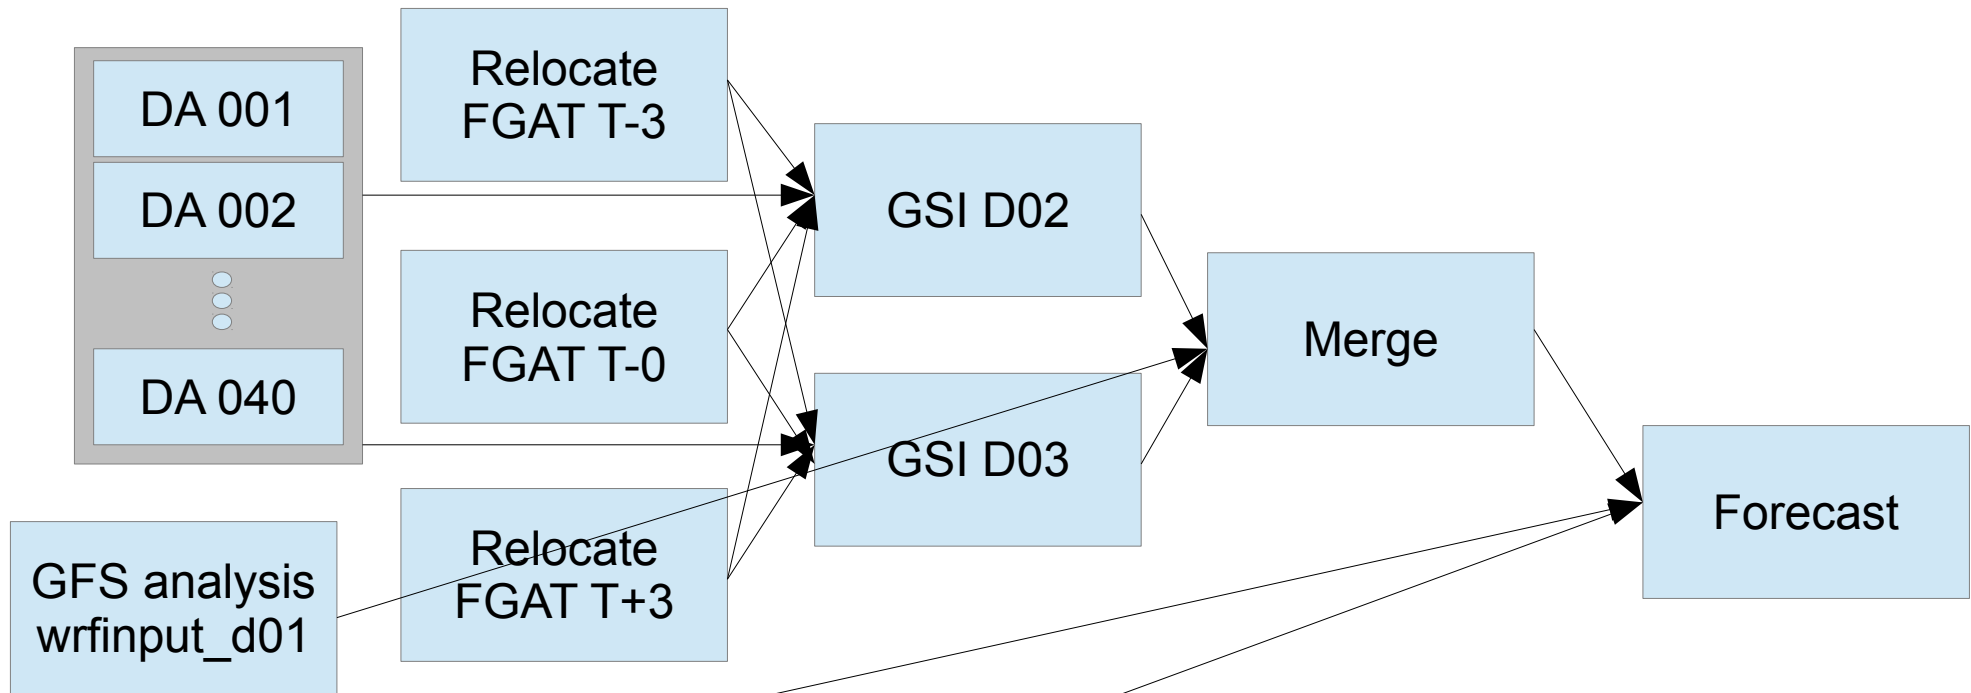 DA 001
DA 002
DA 040
GFS analysis
wrfinput_d01
Relocate
FGAT T-3
Relocate
FGAT T-0
Relocate
FGAT T+3
GSI D02
GSI D03
Merge
Forecast